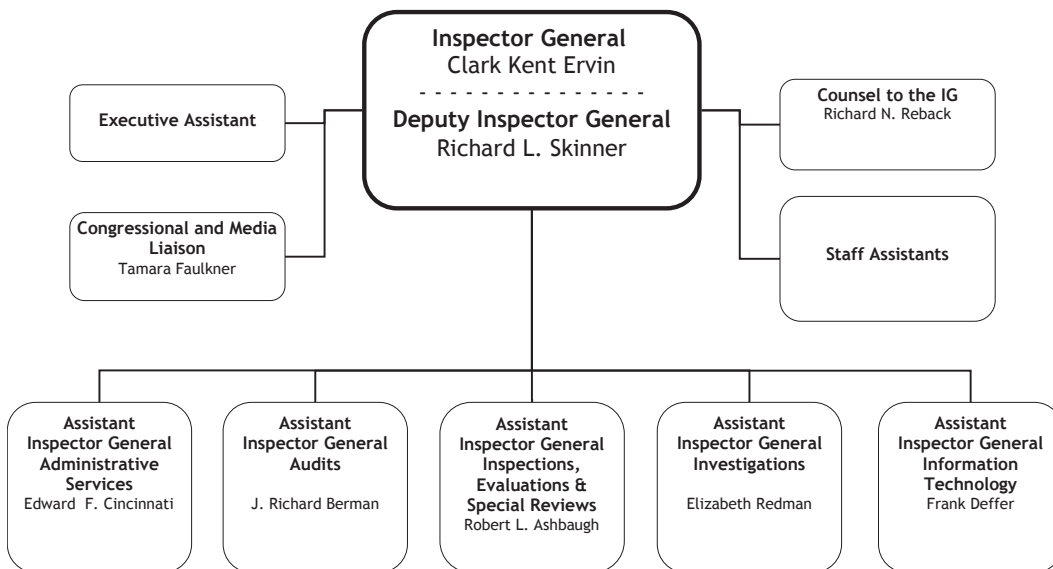 Inspector General
Clark Kent Ervin
Deputy Inspector General
Richard L. Skinner
Executive Assistant
Congressional and Media
Liaison
Tamara Faulkner
Counsel to the IG
Richard N. Reback
Staff Assistants
Assistant
Inspector General
Administrative
Services
Edward F. Cincinnati
Assistant
Inspector General
Audits
J. Richard Berman
Assistant
Inspector General
Inspections,
Evaluations &
Special Reviews
Robert L. Ashbaugh
Assistant
Inspector General
Investigations
Elizabeth Redman
Assistant
Inspector General
Information
Technology
Frank Deffer